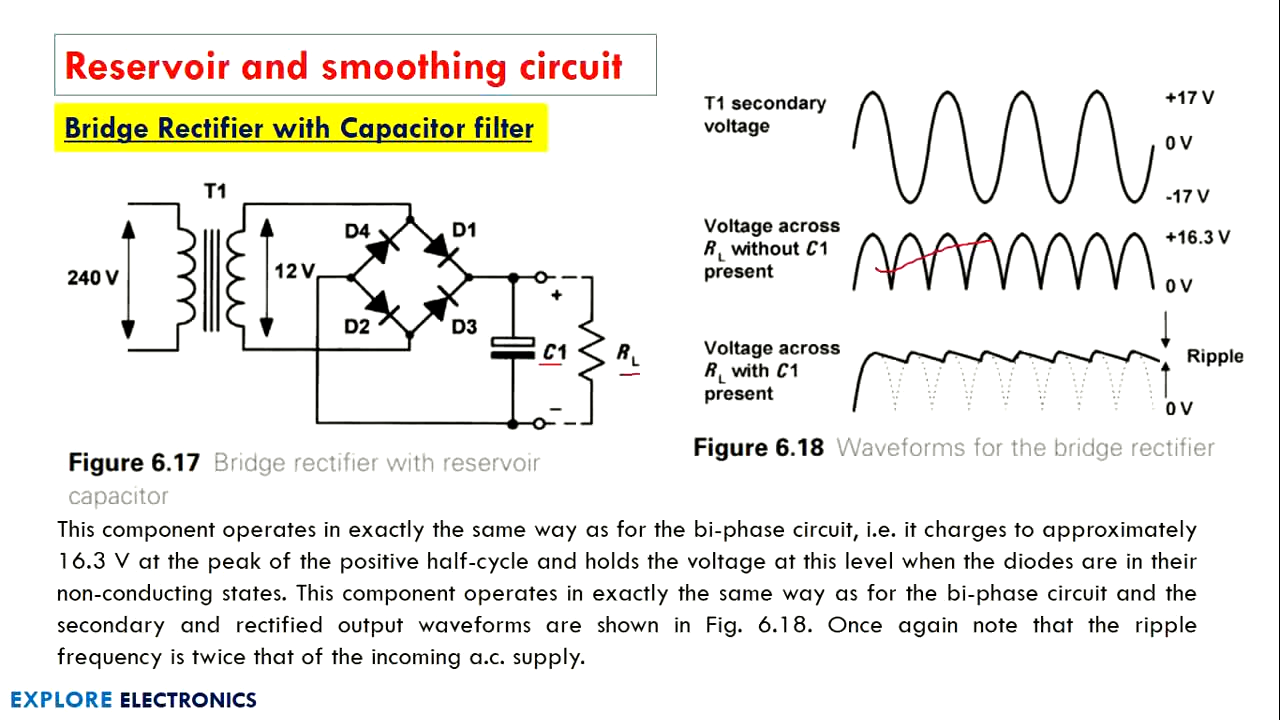 Reservoir and smoothing circuit
Bridge Rectifier with Capacitor filter
T1
240 V
12 V
D4
D1
D2
D3
+
C1
RL
–
Figure 6.17 Bridge rectifier with reservoir
capacitor
T1 secondary
voltage
+17 V
0 V
-17 V
Voltage across
RL without C1
present
+16.3 V
0 V
Voltage across
RL with C1
present
Ripple
0 V
Figure 6.18 Waveforms for the bridge rectifier
This component operates in exactly the same way as for the bi-phase circuit, i.e. it charges to approximately
16.3 V at the peak of the positive half-cycle and holds the voltage at this level when the diodes are in their
non-conducting states. This component operates in exactly the same way as for the bi-phase circuit and the
secondary and rectified output waveforms are shown in Fig. 6.18. Once again note that the ripple
frequency is twice that of the incoming a.c. supply.
EXPLORE ELECTRONICS